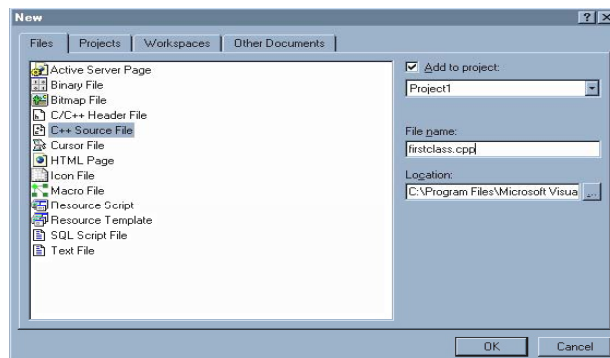 New
Files Projects Workspaces Other Documents
Active Server Page
Binary File
Bitmap File
C/C++ Header File
C++ Source File
Cursor File
HTML Page
Icon File
Macro File
Resource Script
Resource Template
SQL Script File
Text File
Add to project:
Project1
File name:
firstclass.cpp
Location:
C:\Program Files\Microsoft Visua
...
OK Cancel